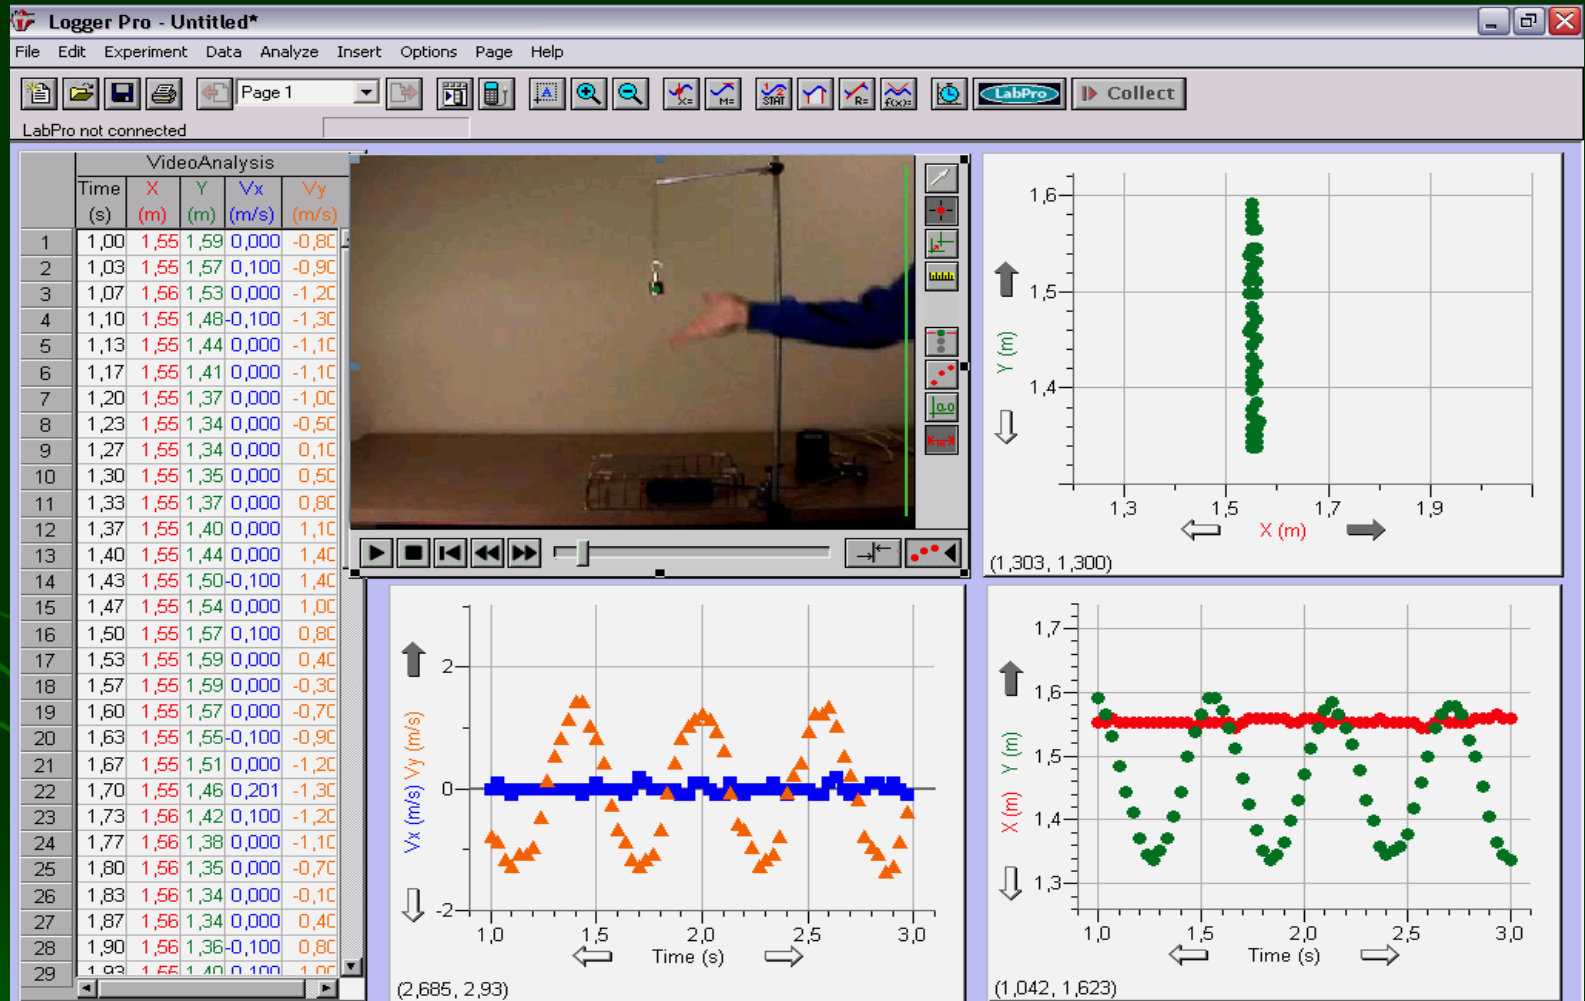 Logger Pro - Untitled*
File Edit Experiment Data Analyze Insert Options Page Help
Page 1
X= M= 1/2 STAT R= f(x)= LabPro Collect
LabPro not connected
VideoAnalysis
Time X Y Vx Vy
(s) (m) (m) (m/s) (m/s)
1 1,00 1,55 1,59 0,000 -0,80
2 1,03 1,55 1,57 0,100 -0,90
3 1,07 1,56 1,53 0,000 -1,20
4 1,10 1,55 1,48 -0,100 -1,30
5 1,13 1,55 1,44 0,000 -1,10
6 1,17 1,55 1,41 0,000 -1,10
7 1,20 1,55 1,37 0,000 -1,00
8 1,23 1,55 1,34 0,000 -0,50
9 1,27 1,55 1,34 0,000 0,10
10 1,30 1,55 1,35 0,000 0,50
11 1,33 1,55 1,37 0,000 0,80
12 1,37 1,55 1,40 0,000 1,10
13 1,40 1,55 1,44 0,000 1,40
14 1,43 1,55 1,50 -0,100 1,40
15 1,47 1,55 1,54 0,000 1,00
16 1,50 1,55 1,57 0,100 0,80
17 1,53 1,55 1,59 0,000 0,40
18 1,57 1,55 1,59 0,000 -0,30
19 1,60 1,55 1,57 0,000 -0,70
20 1,63 1,55 1,55 -0,100 -0,90
21 1,67 1,55 1,51 0,000 -1,20
22 1,70 1,55 1,46 0,201 -1,30
23 1,73 1,56 1,42 0,100 -1,20
24 1,77 1,56 1,38 0,000 -1,10
25 1,80 1,56 1,35 0,000 -0,70
26 1,83 1,56 1,34 0,000 -0,10
27 1,87 1,56 1,34 0,000 0,40
28 1,90 1,56 1,36 -0,100 0,80
29 1,93 1,55 1,40 0,100 1,00
0.0
1,6
1,5
1,4
Y (m)
1,3 1,5 1,7 1,9
X (m)
(1,303, 1,300)
2
0
-2
Vx (m/s) Vy (m/s)
1,0 1,5 2,0 2,5 3,0
Time (s)
(2,685, 2,93)
1,7
1,6
1,5
1,4
1,3
X (m) Y (m)
1,0 1,5 2,0 2,5 3,0
Time (s)
(1,042, 1,623)